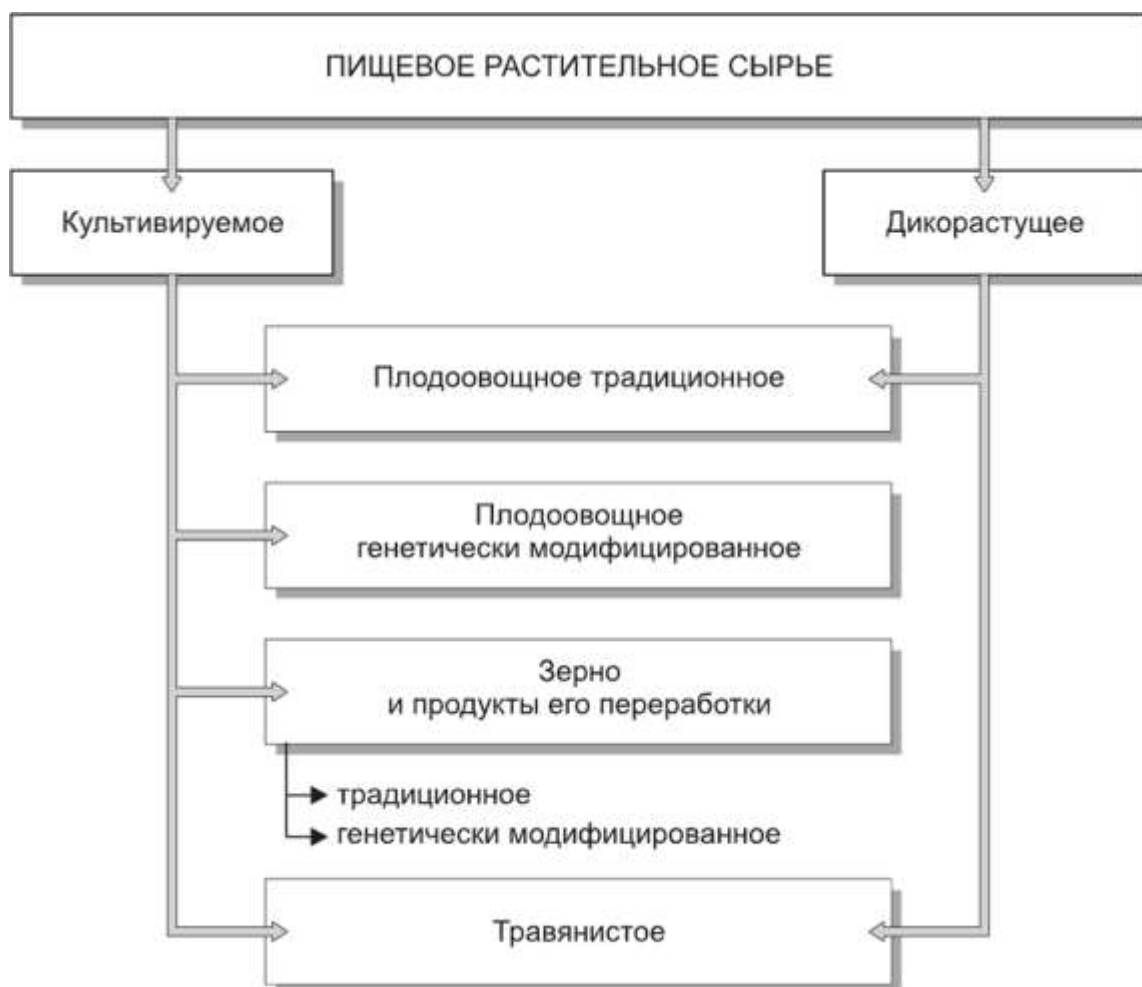 ПИЩЕВОЕ РАСТИТЕЛЬНОЕ СЫРЬЕ
Культивируемое
Дикорастущее
Плодоовощное традиционное
Плодоовощное
генетически модифицированное
Зерно
и продукты его переработки
традиционное
генетически модифицированное
Травянистое